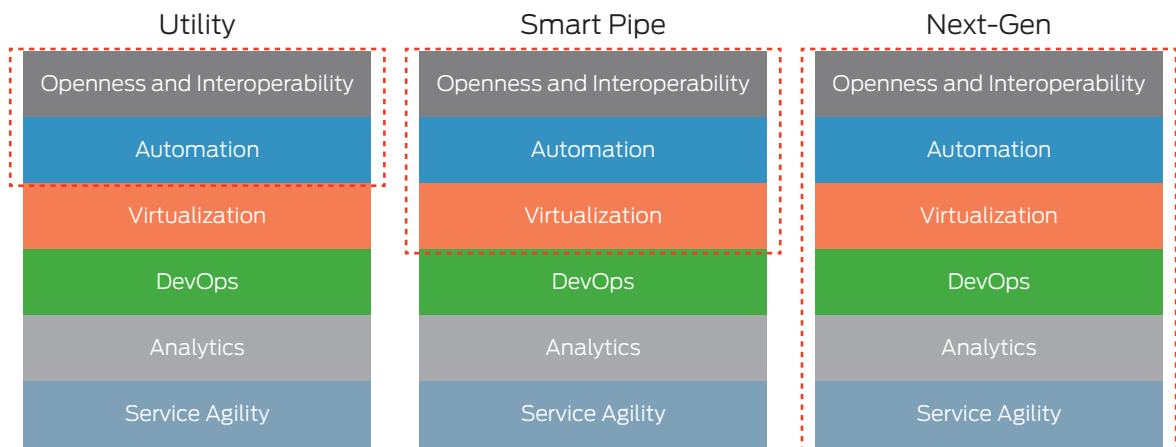 Utility
Openness and Interoperability
Automation
Virtualization
DevOps
Analytics
Service Agility
Smart Pipe
Openness and Interoperability
Automation
Virtualization
DevOps
Analytics
Service Agility
Next-Gen
Openness and Interoperability
Automation
Virtualization
DevOps
Analytics
Service Agility